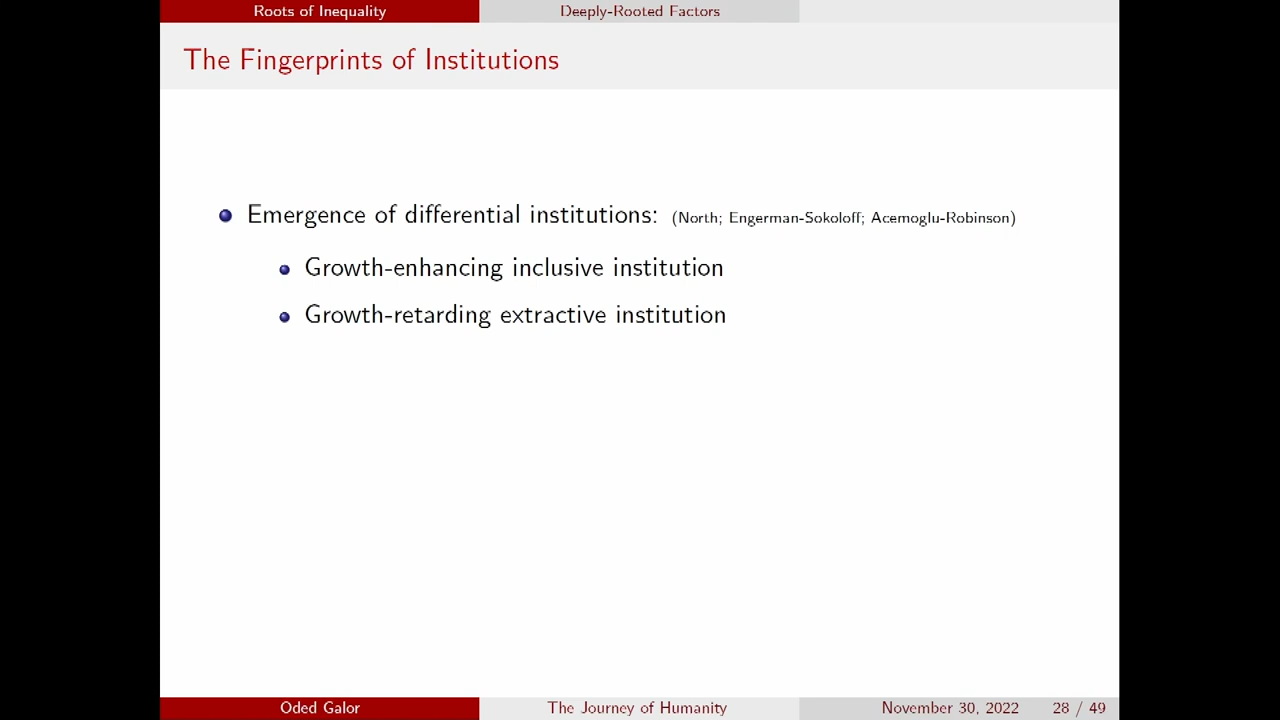 Roots of Inequality Deeply-Rooted Factors
The Fingerprints of Institutions
Emergence of differential institutions: (North; Engerman-Sokoloff; Acemoglu-Robinson)
Growth-enhancing inclusive institution
Growth-retarding extractive institution
Oded Galor The Journey of Humanity November 30, 2022 28 / 49